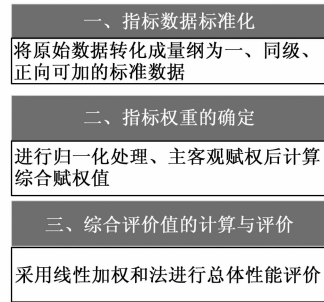 一、指标数据标准化
将原始数据转化成量纲为一、同级、
正向可加的标准数据
二、指标权重的确定
进行归一化处理、主客观赋权后计算
综合赋权值
三、综合评价值的计算与评价
采用线性加权和法进行总体性能评价